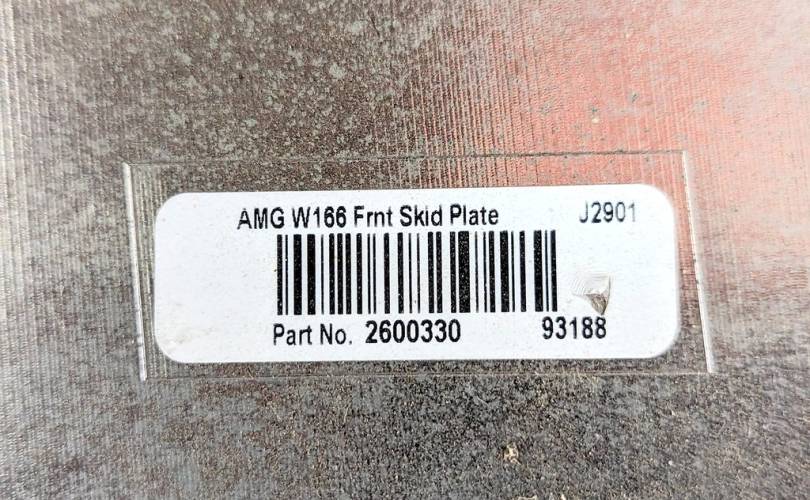 AMG W166 Frnt Skid Plate J2901
Part No. 2600330 93188